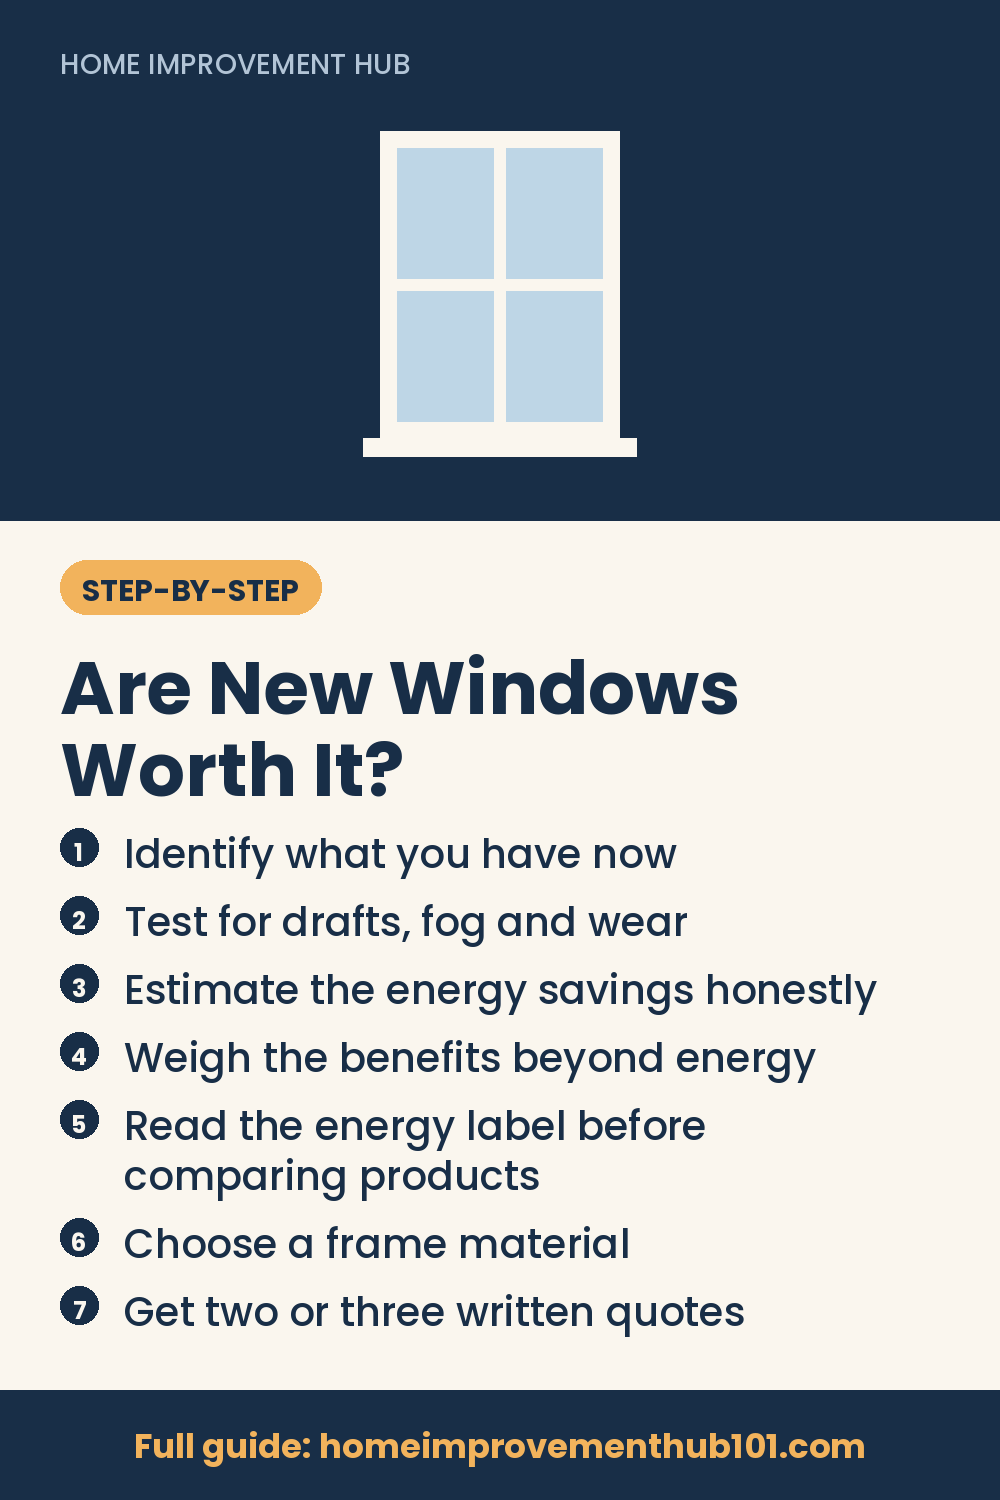 HOME IMPROVEMENT HUB
STEP-BY-STEP
Are New Windows
Worth It?
1 Identify what you have now
2 Test for drafts, fog and wear
3 Estimate the energy savings honestly
4 Weigh the benefits beyond energy
5 Read the energy label before
comparing products
6 Choose a frame material
7 Get two or three written quotes
Full guide: homeimprovementhub101.com